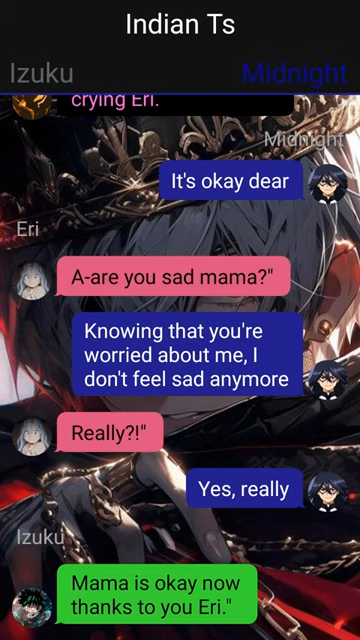 Indian Ts
Izuku
Midnight
crying Eri.
Midnight
It's okay dear
Eri
A-are you sad mama?"
Knowing that you're
worried about me, I
don't feel sad anymore
Really?!"
Yes, really
Izuku
Mama is okay now
thanks to you Eri."